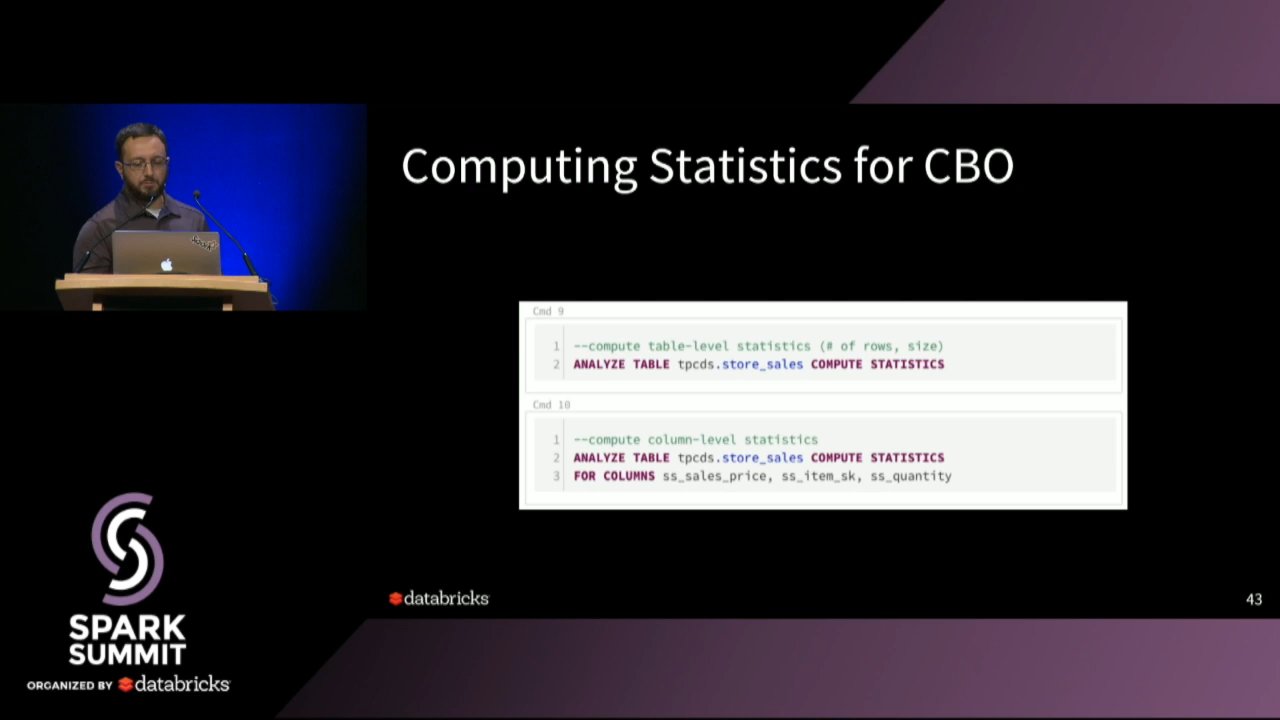 Computing Statistics for CBO
Cmd 9
1 --compute table-level statistics (# of rows, size)
2 ANALYZE TABLE tpcds.store_sales COMPUTE STATISTICS
Cmd 10
1 --compute column-level statistics
2 ANALYZE TABLE tpcds.store_sales COMPUTE STATISTICS
3 FOR COLUMNS ss_sales_price, ss_item_sk, ss_quantity
databricks
43
SPARK
SUMMIT
ORGANIZED BY databricks